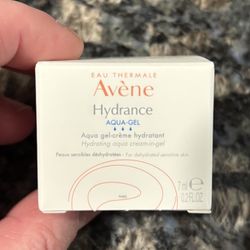 EAU THERMALE
Avène
Hydrance
AQUA-GEL
Aqua gel-crème hydratant
Hydrating aqua cream-in-gel
Peaux sensibles déshydratées - For dehydrated sensitive skin
7 ml e
0.2 FL.OZ.
PARIS